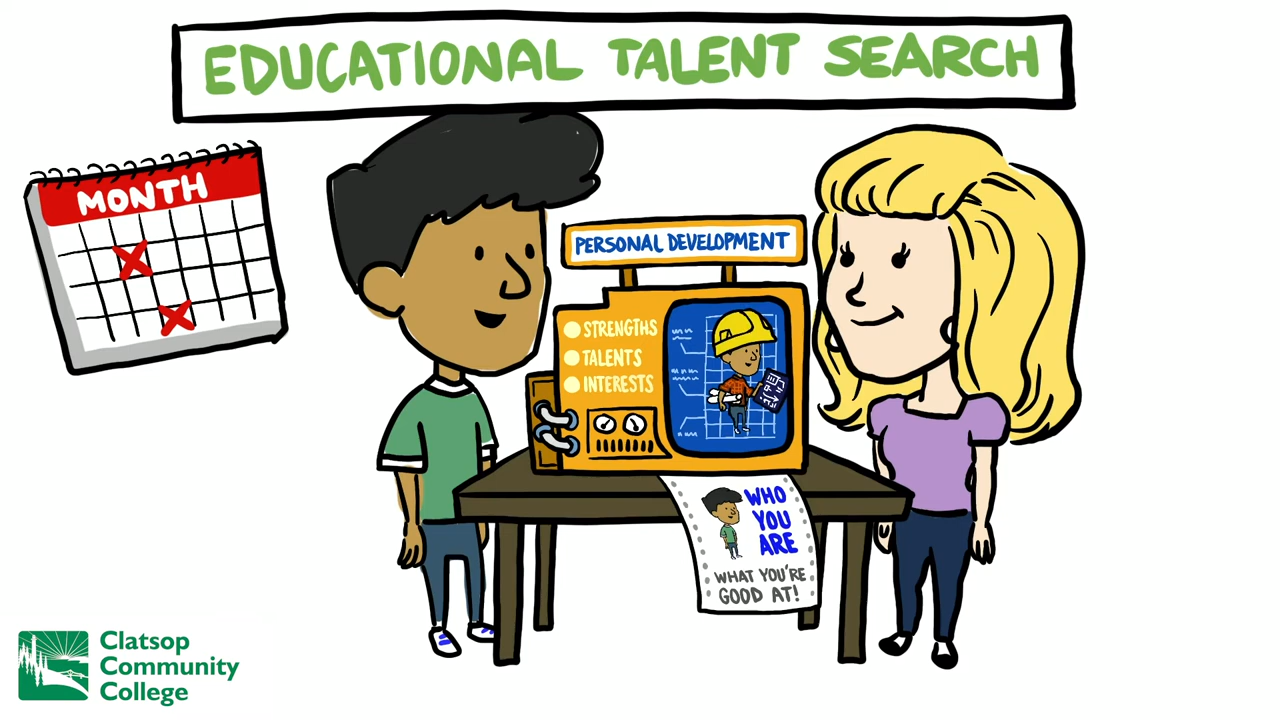 EDUCATIONAL TALENT SEARCH
MONTH
PERSONAL DEVELOPMENT
STRENGTHS
TALENTS
INTERESTS
WHO
YOU
ARE
WHAT YOU'RE
GOOD AT!
Clatsop
Community
College